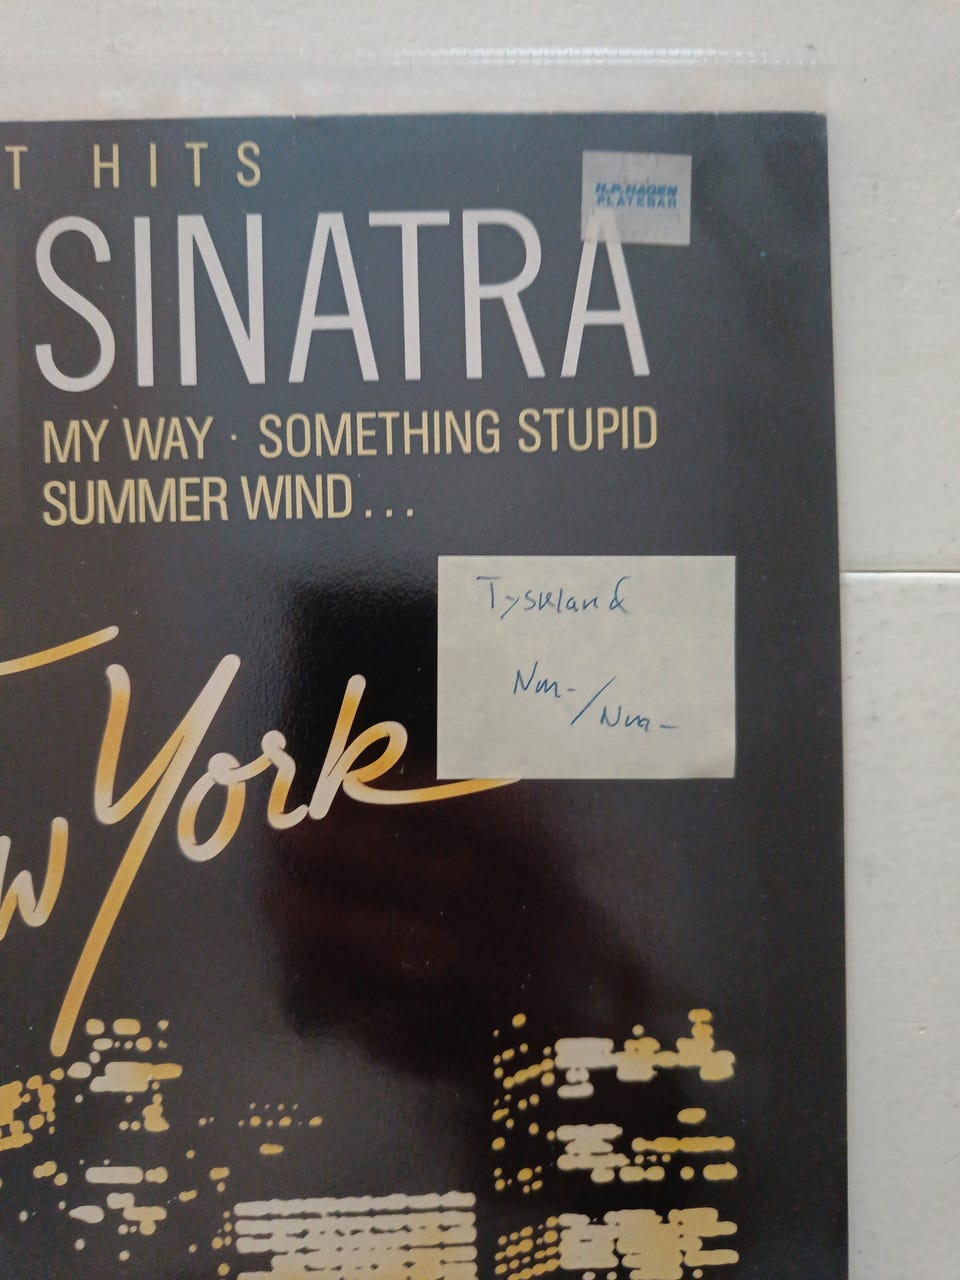 T HITS
H.P. HAGEN
PLATEBAR
SINATRA
MY WAY · SOMETHING STUPID
SUMMER WIND...
Tyskland
Nm-/Nm-
w York